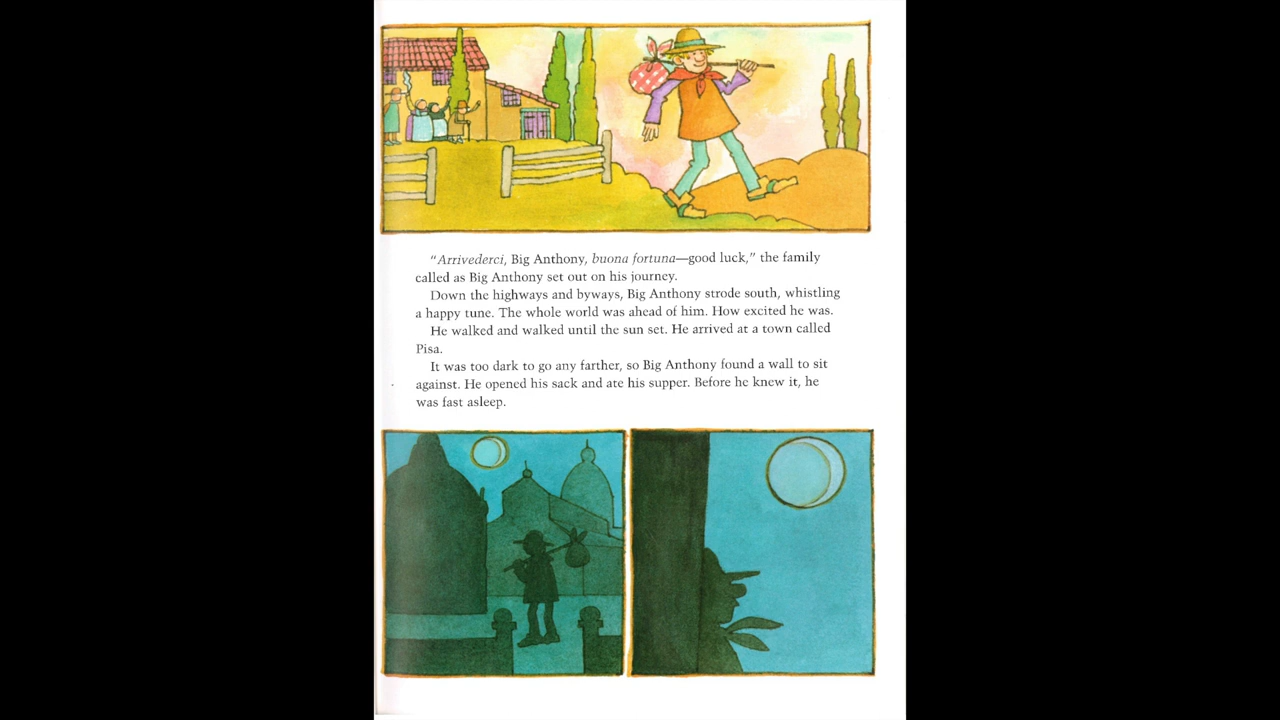 “Arrivederci, Big Anthony, buona fortuna—good luck,” the family
called as Big Anthony set out on his journey.
Down the highways and byways, Big Anthony strode south, whistling
a happy tune. The whole world was ahead of him. How excited he was.
He walked and walked until the sun set. He arrived at a town called
Pisa.
It was too dark to go any farther, so Big Anthony found a wall to sit
against. He opened his sack and ate his supper. Before he knew it, he
was fast asleep.